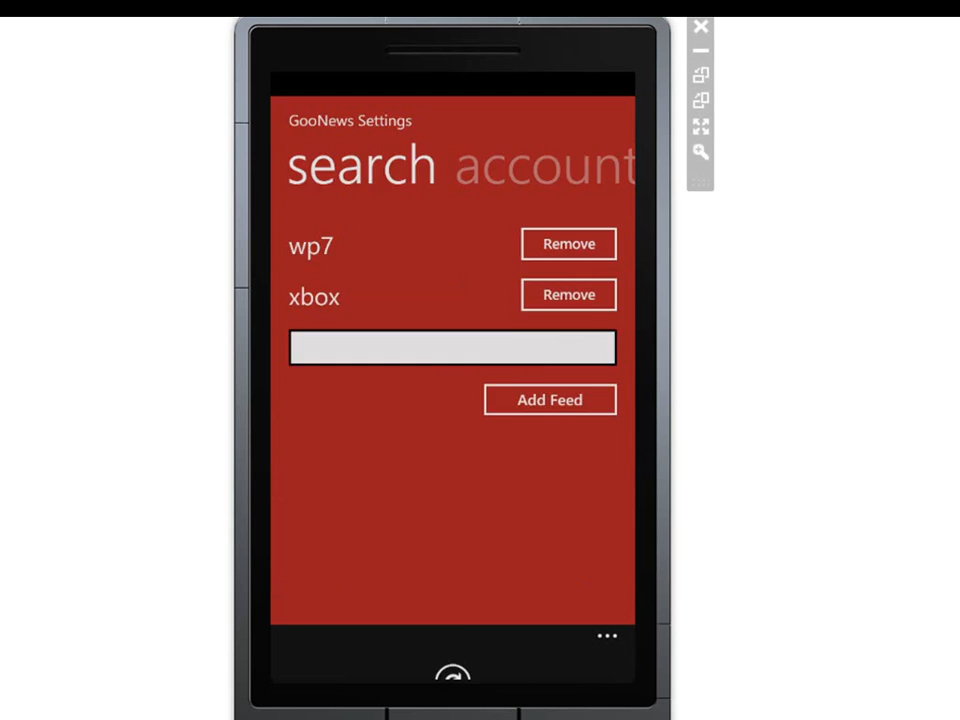 GooNews Settings
search account
wp7 Remove
xbox Remove
Add Feed